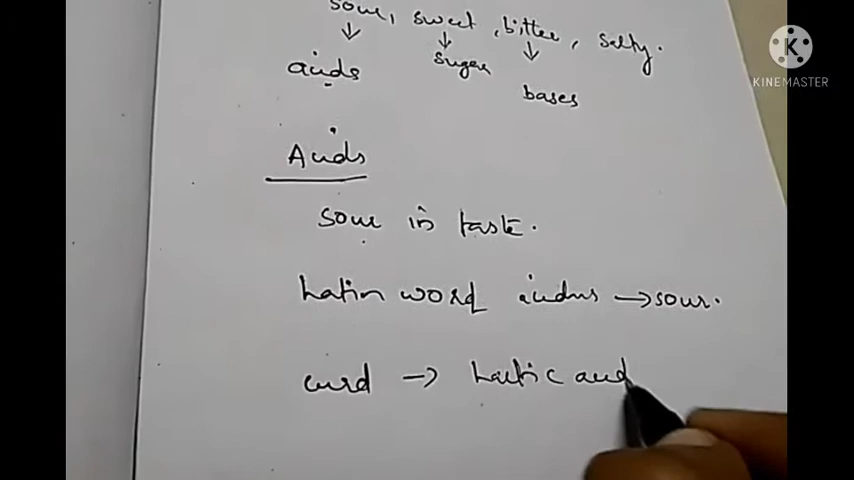 sour, sweet, bitter, salty.
acids sugar
bases
Acids
sour in taste.
Latin word acidus → sour.
curd → Lactic acid
KINEMASTER